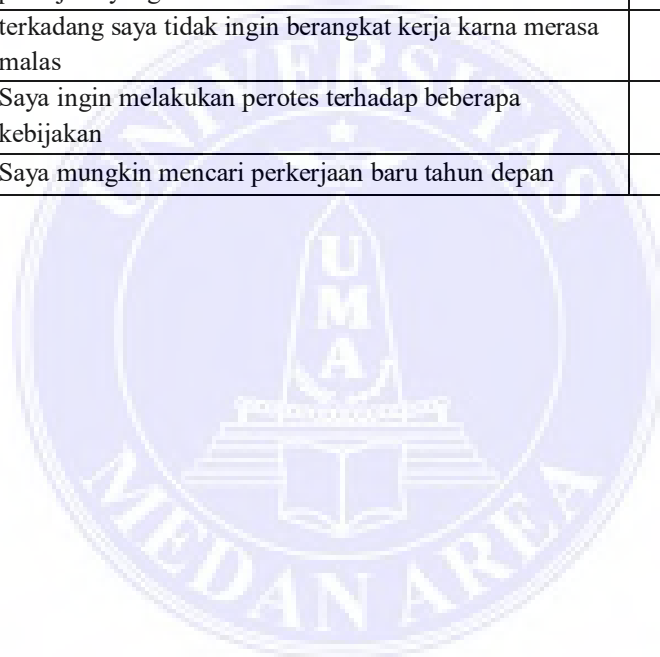 terkadang saya tidak ingin berangkat kerja karna merasa
malas
Saya ingin melakukan perotes terhadap beberapa
kebijakan
Saya mungkin mencari perkerjaan baru tahun depan
UNIVERSITAS
U
M
A
MEDAN AREA